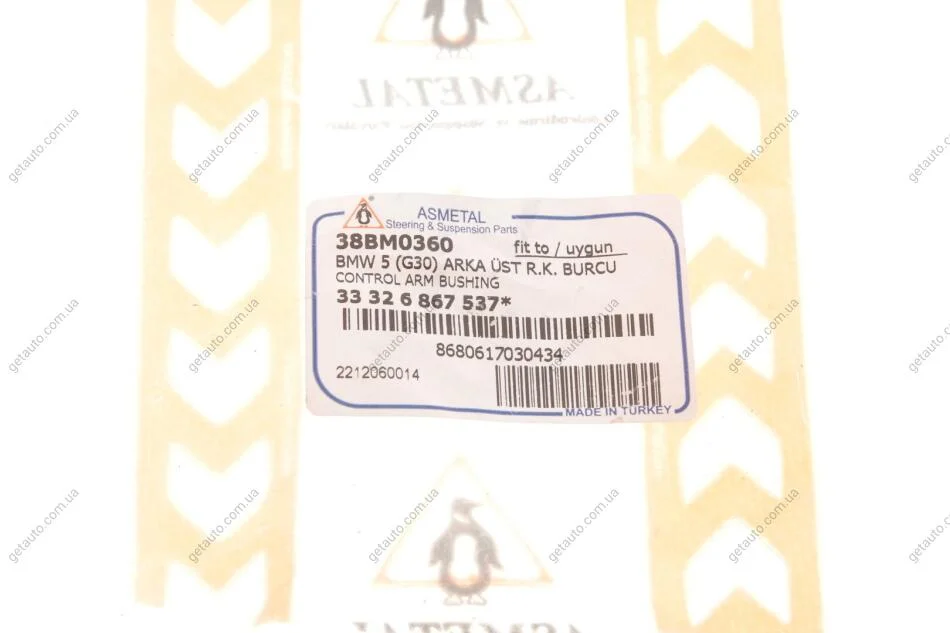 ASMETAL
ASMETAL
Steering & Suspension Parts
38BM0360 fit to / uygun
BMW 5 (G30) ARKA ÜST R.K. BURCU
CONTROL ARM BUSHING
33 32 6 867 537*
8680617030434
2212060014
MADE IN TURKEY
getauto.com.ua